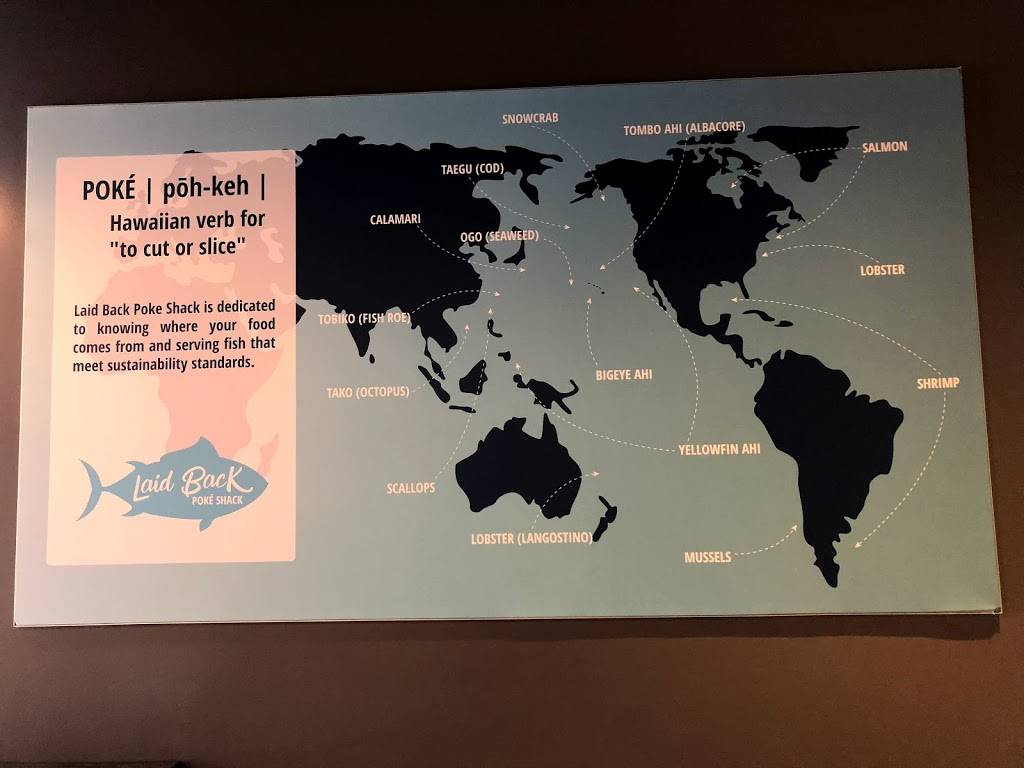 POKÉ | pōh-keh |
Hawaiian verb for
"to cut or slice"
Laid Back Poke Shack is dedicated
to knowing where your food
comes from and serving fish that
meet sustainability standards.
Laid Back
POKÉ SHACK
SNOWCRAB
TOMBO AHI (ALBACORE)
SALMON
TAEGU (COD)
CALAMARI
OGO (SEAWEED)
LOBSTER
TOBIKO (FISH ROE)
BIGEYE AHI
SHRIMP
TAKO (OCTOPUS)
YELLOWFIN AHI
SCALLOPS
LOBSTER (LANGOSTINO)
MUSSELS